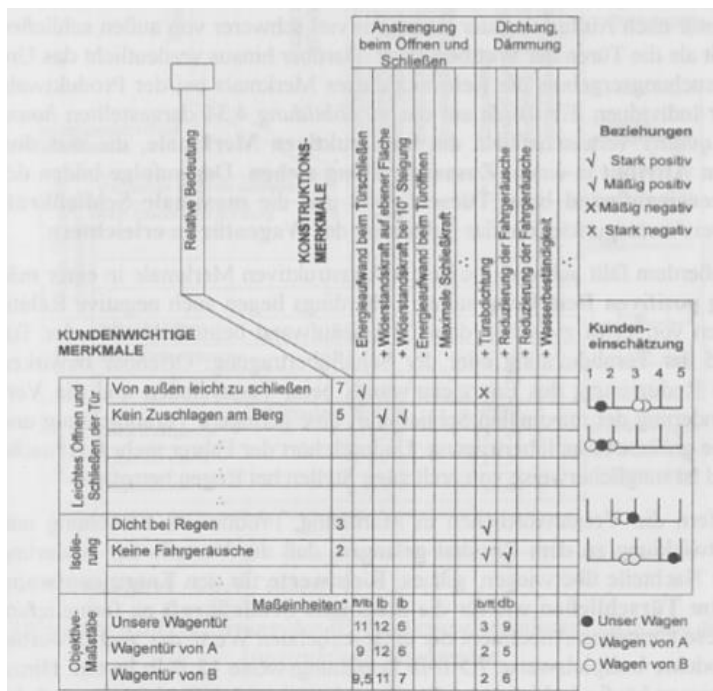 Anstrengung
beim Öffnen und
Schließen
Dichtung,
Dämmung
Relative Bedeutung
KONSTRUKTIONS-
MERKMALE
Energieaufwand beim Türschließen
+ Widerstandskraft auf ebener Fläche
+ Widerstandskraft bei 10° Steigung
Energieaufwand beim Türöffnen
- Maximale Schließkraft
+ Türabdichtung
+ Reduzierung der Fahrgeräusche
+ Reduzierung der Fahrgeräusche
+ Wasserbeständigkeit
Beziehungen
√ Stark positiv
√ Mäßig positiv
X Mäßig negativ
X Stark negativ
KUNDENWICHTIGE
MERKMALE
Kunden-
einschätzung
1 2 3 4 5
Leichtes Öffnen und
Schließen der Tür
Von außen leicht zu schließen 7 √ X
Kein Zuschlagen am Berg 5 √ √
Isolie-
rung
Dicht bei Regen 3 √
Keine Fahrgeräusche 2 √ √
Objektive
Maßstäbe
Maßeinheiten* ft/lb lb lb lb/ft db
Unsere Wagentür 11 12 6 3 9
Wagentür von A 9 12 6 2 5
Wagentür von B 9,5 11 7 2 6
Unser Wagen
Wagen von A
Wagen von B